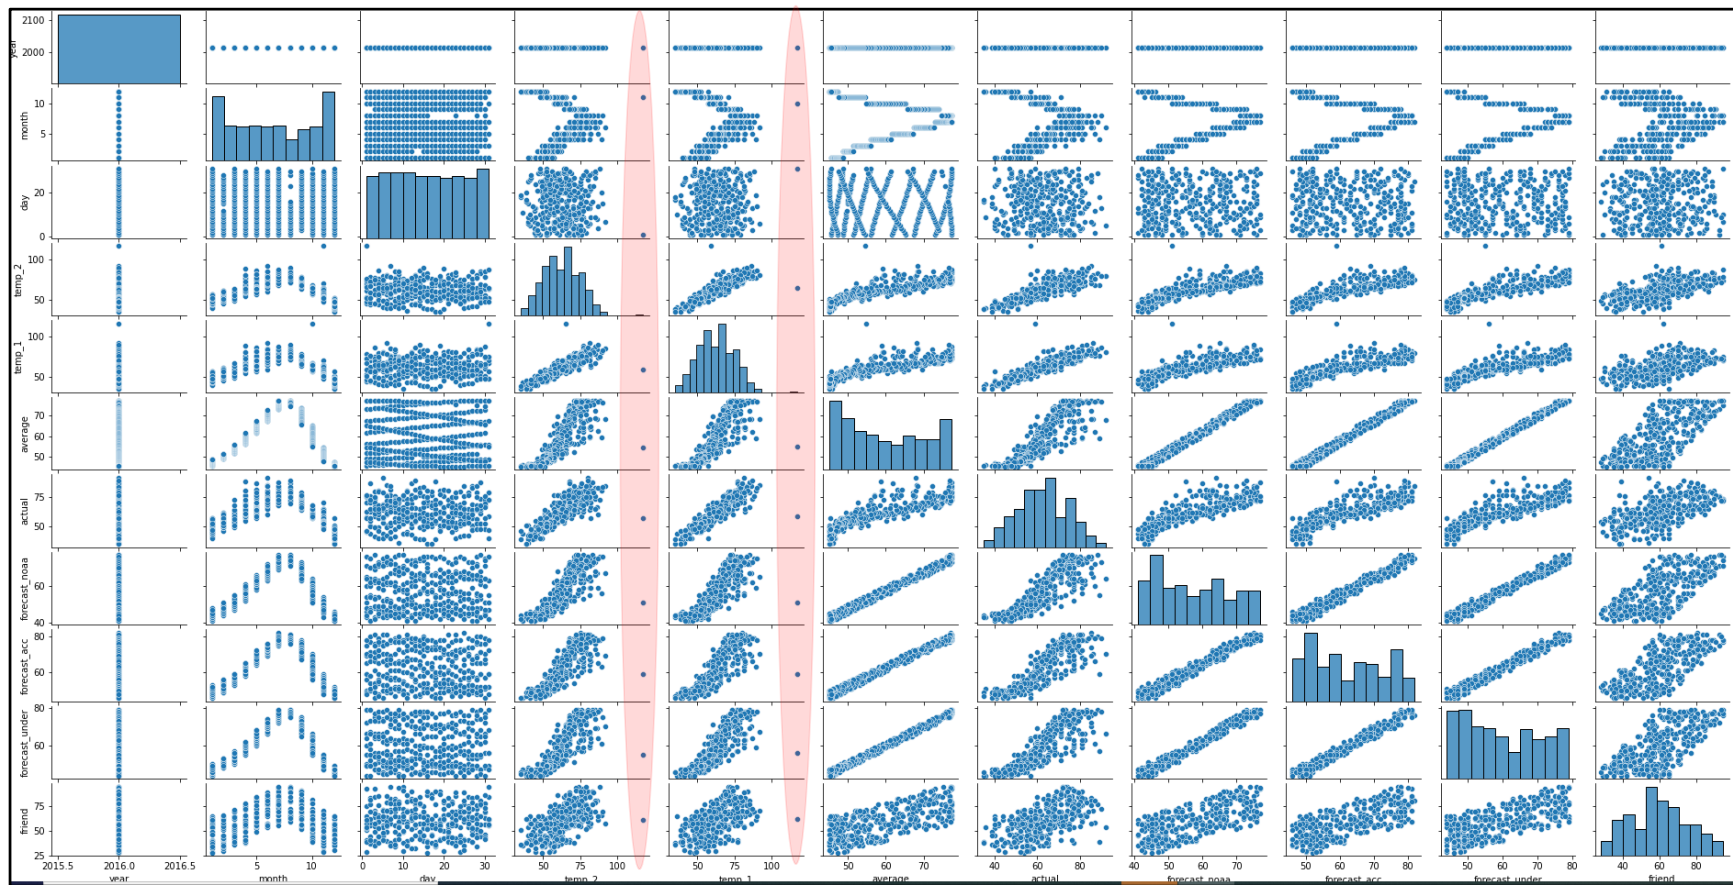 2100
2000
year
10
5
month
20
0
day
100
50
temp_2
100
50
temp_1
70
60
50
average
75
50
actual
60
40
forecast_noaa
80
60
forecast_acc
80
60
forecast_under
75
50
25
friend
2015.5 2016.0 2016.5 5 10 0 10 20 30 50 75 100 50 75 100 50 60 70 40 60 80 40 50 60 70 50 60 70 80 50 60 70 80 40 60 80
year month day temp_2 temp_1 average actual forecast_noaa forecast_acc forecast_under friend